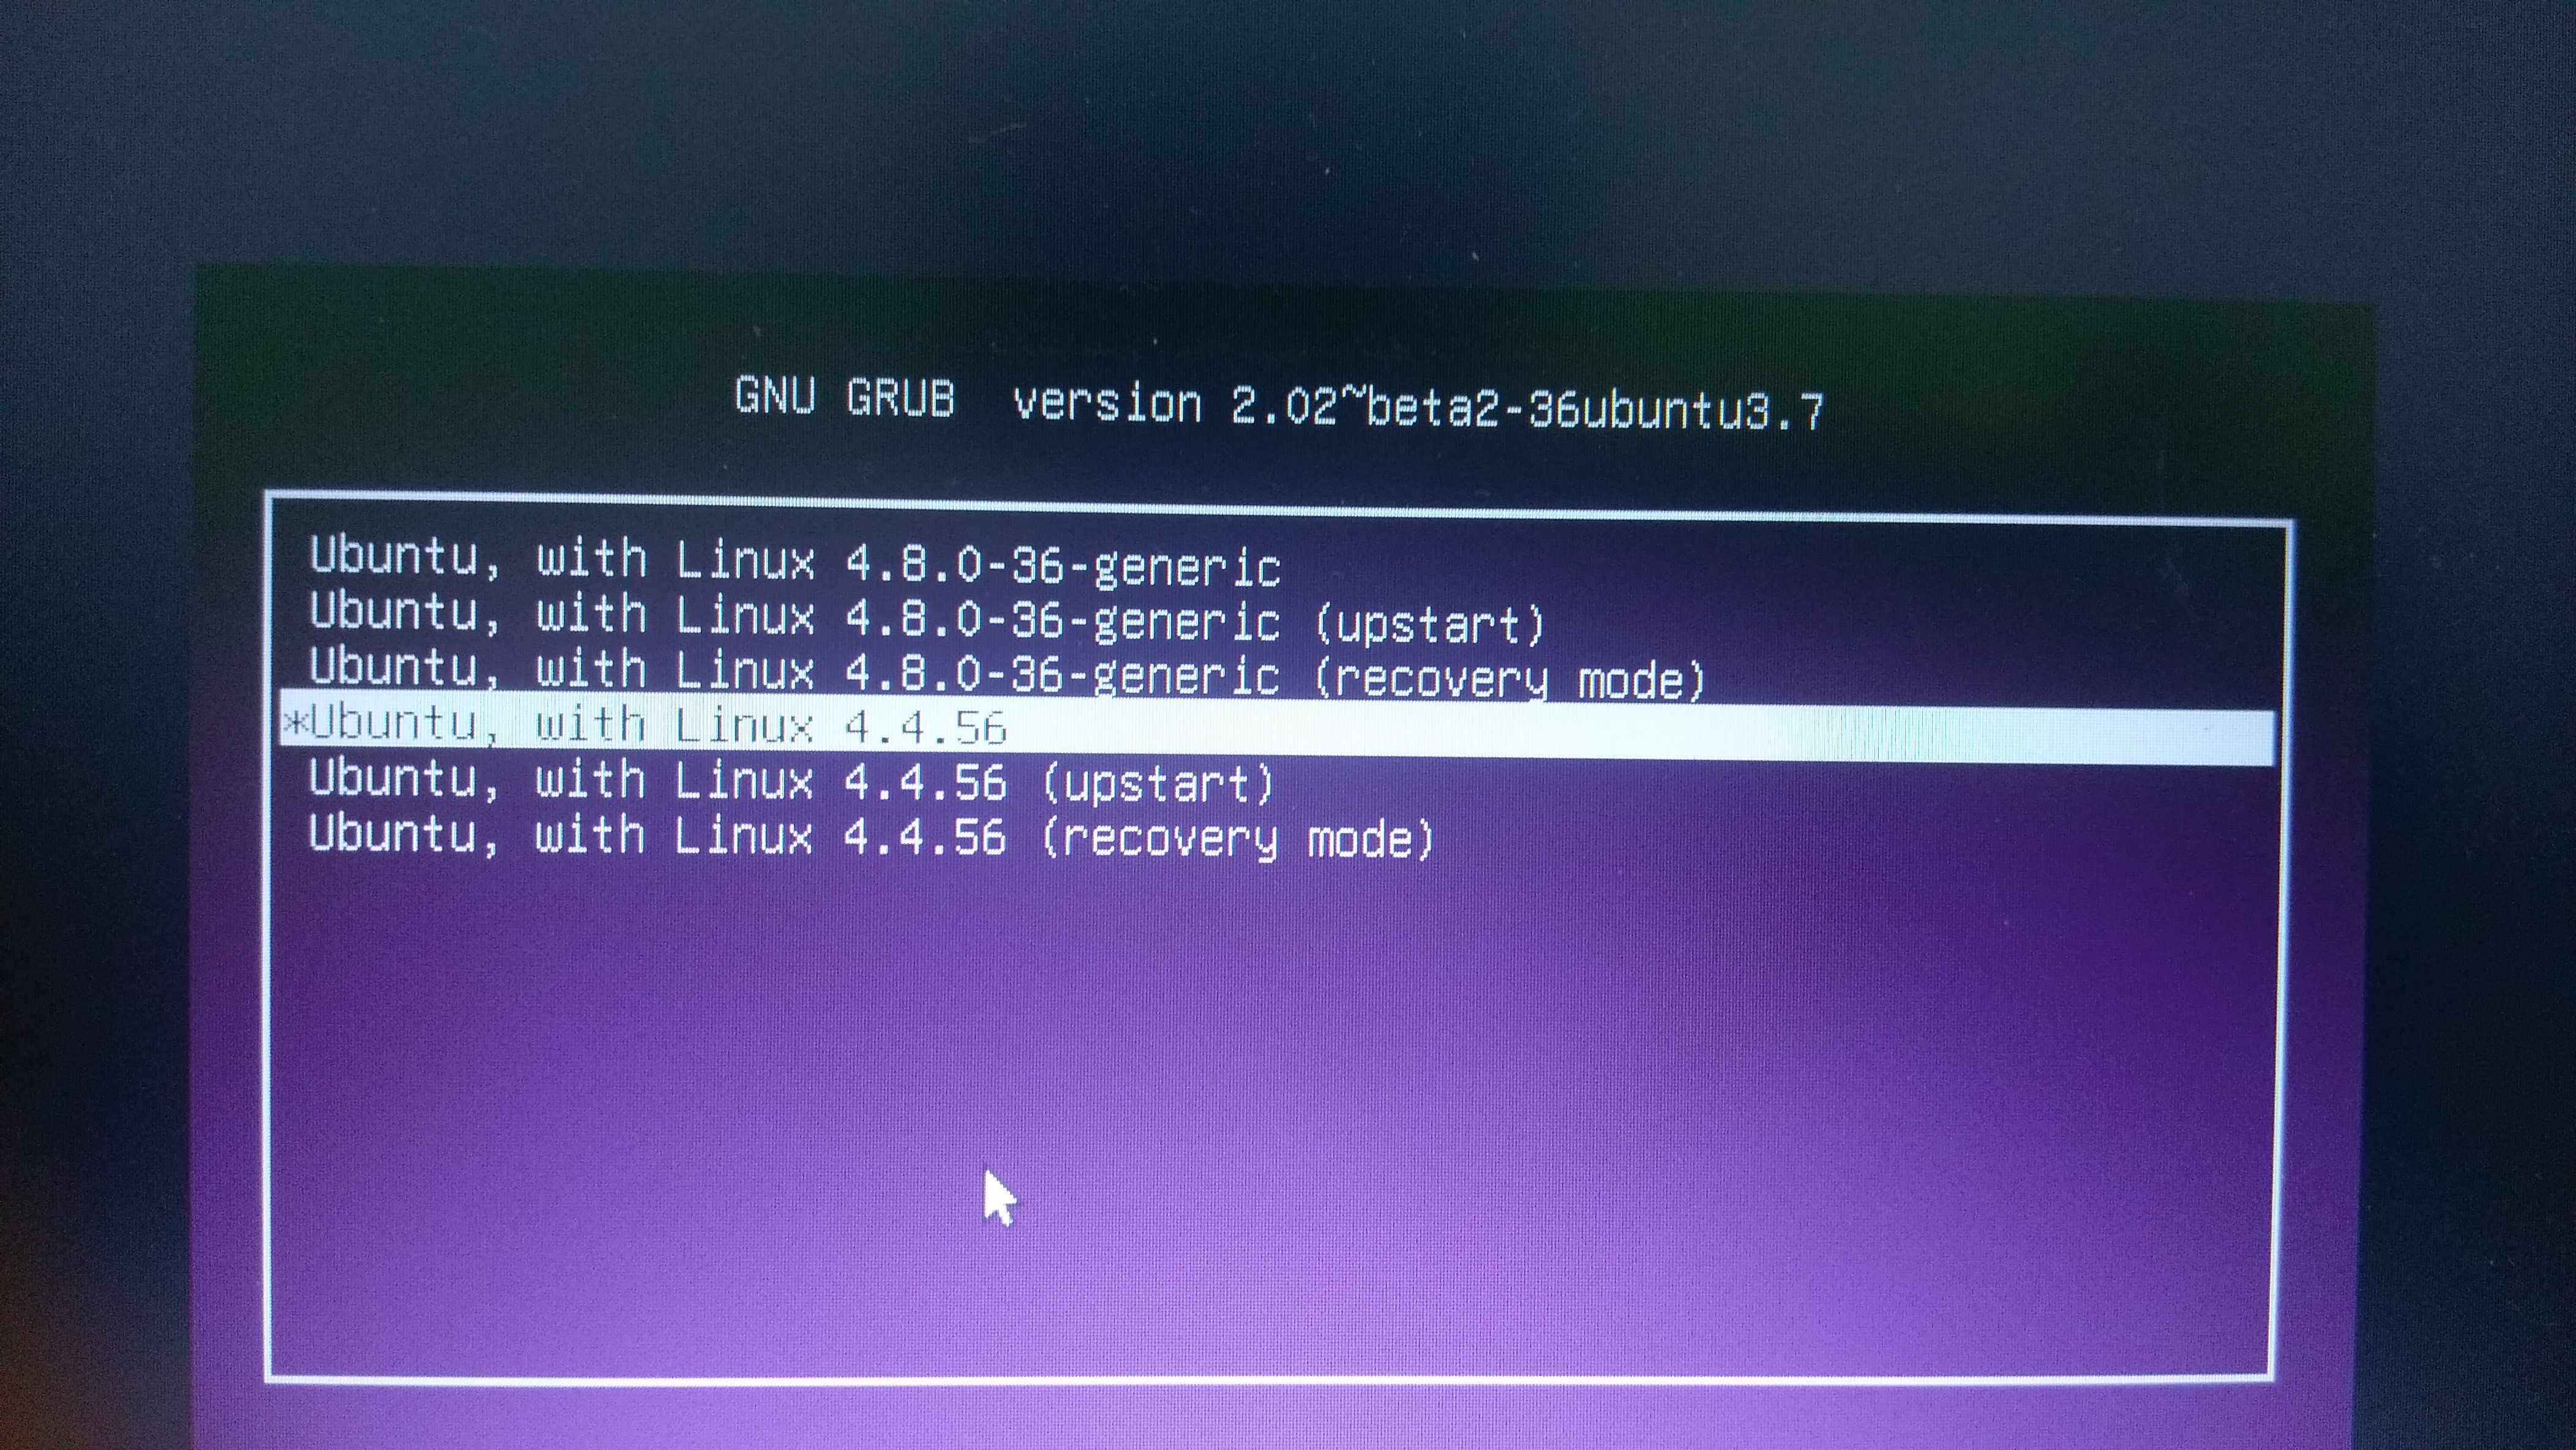 GNU GRUB  version 2.02~beta2-36ubuntu3.7
Ubuntu, with Linux 4.8.0-36-generic
Ubuntu, with Linux 4.8.0-36-generic (upstart)
Ubuntu, with Linux 4.8.0-36-generic (recovery mode)
*Ubuntu, with Linux 4.4.56
Ubuntu, with Linux 4.4.56 (upstart)
Ubuntu, with Linux 4.4.56 (recovery mode)